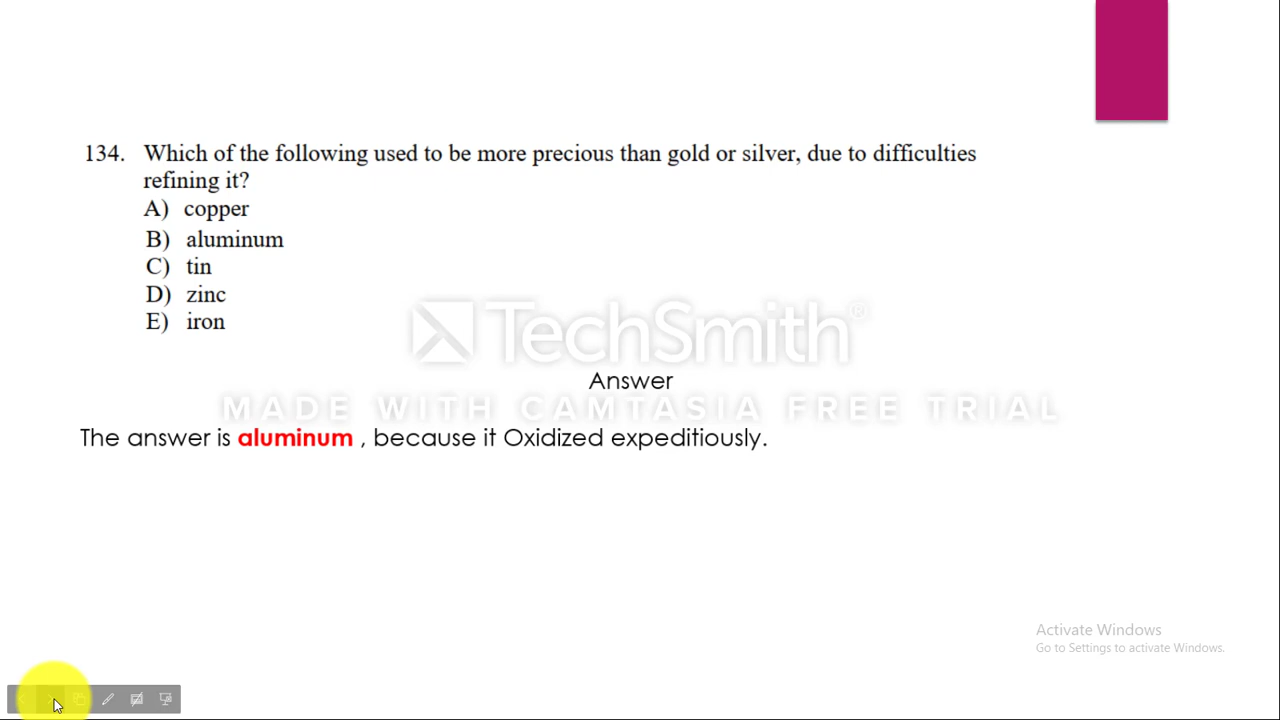 134. Which of the following used to be more precious than gold or silver, due to difficulties
refining it?
A) copper
B) aluminum
C) tin
D) zinc
E) iron
TechSmith®
Answer
MADE WITH CAMTASIA FREE TRIAL
The answer is aluminum , because it Oxidized expeditiously.
Activate Windows
Go to Settings to activate Windows.